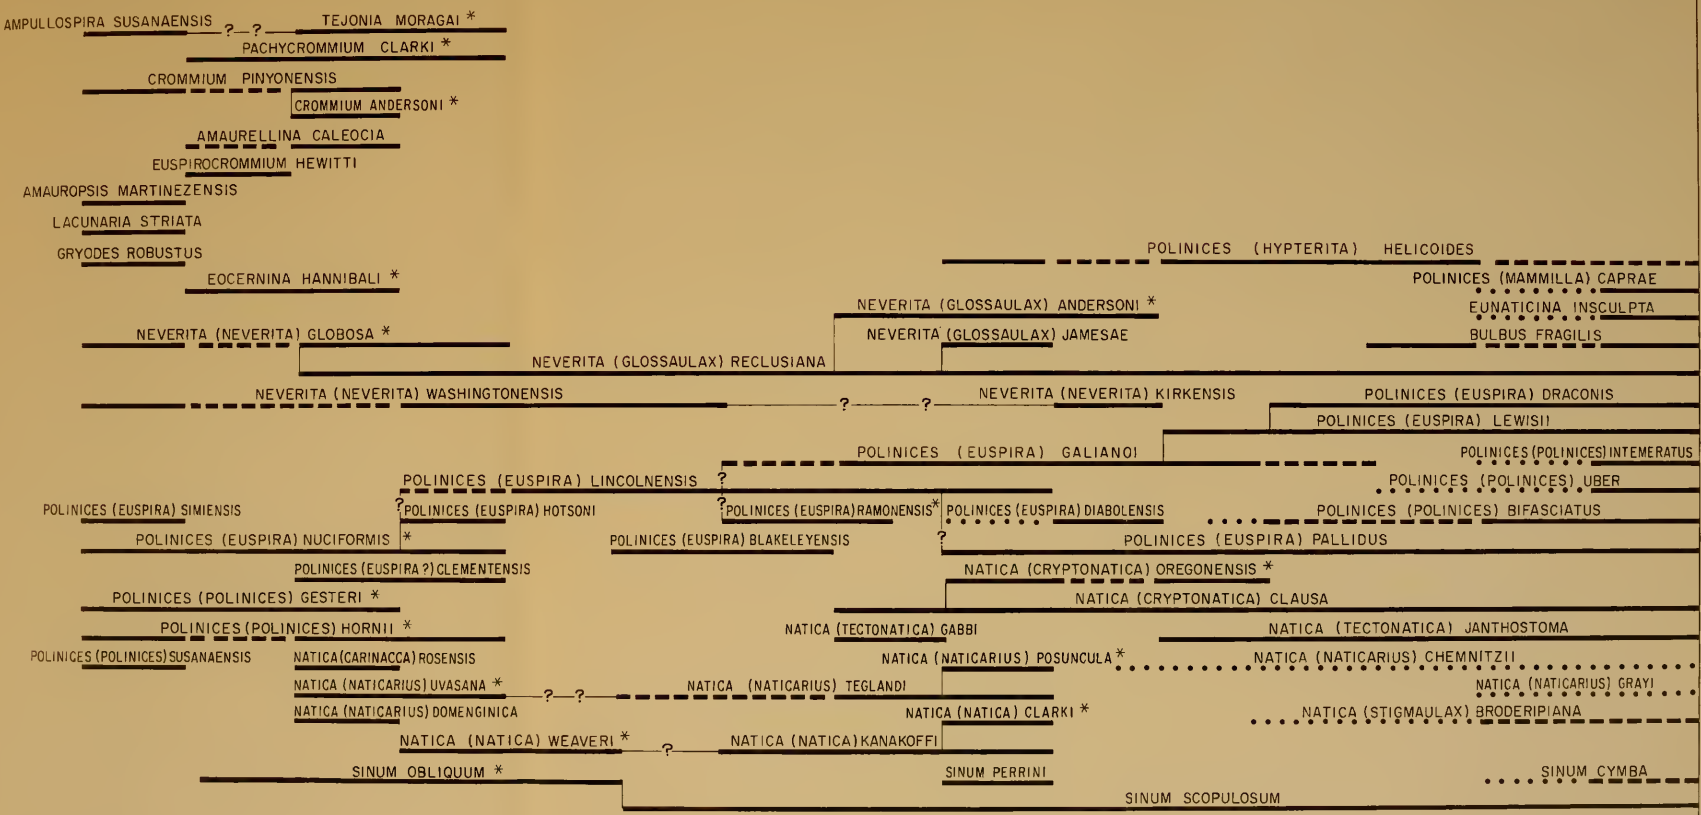 AMPULLOSPIRA SUSANAENSIS ?—? TEJONIA MORAGAI *
PACHYCROMMIUM CLARKI *
CROMMIUM PINYONENSIS
CROMMIUM ANDERSONI *
AMAURELLINA CALEOCIA
EUSPIROCROMMIUM HEWITTI
AMAUROPSIS MARTINEZENSIS
LACUNARIA STRIATA
GRYODES ROBUSTUS
POLINICES (HYPTERITA) HELICOIDES
EOCERNINA HANNIBALI *
POLINICES (MAMMILLA) CAPRAE
NEVERITA (GLOSSAULAX) ANDERSONI *
EUNATICINA INSCULPTA
NEVERITA (NEVERITA) GLOBOSA *
NEVERITA (GLOSSAULAX) JAMESAE
BULBUS FRAGILIS
NEVERITA (GLOSSAULAX) RECLUSIANA
NEVERITA (NEVERITA) WASHINGTONENSIS ? ? NEVERITA (NEVERITA) KIRKENSIS
POLINICES (EUSPIRA) DRACONIS
POLINICES (EUSPIRA) LEWISII
POLINICES (EUSPIRA) GALIANOI
POLINICES (POLINICES) INTEMERATUS
POLINICES (EUSPIRA) LINCOLNENSIS ?
POLINICES (POLINICES) UBER
POLINICES (EUSPIRA) SIMIENSIS
? POLINICES (EUSPIRA) HOTSONI
? POLINICES (EUSPIRA) RAMONENSIS *
POLINICES (EUSPIRA) DIABOLENSIS
POLINICES (POLINICES) BIFASCIATUS
POLINICES (EUSPIRA) NUCIFORMIS *
POLINICES (EUSPIRA) BLAKELEYENSIS
? POLINICES (EUSPIRA) PALLIDUS
POLINICES (EUSPIRA?) CLEMENTENSIS
NATICA (CRYPTONATICA) OREGONENSIS *
POLINICES (POLINICES) GESTERI *
NATICA (CRYPTONATICA) CLAUSA
POLINICES (POLINICES) HORNII *
NATICA (TECTONATICA) GABBI
NATICA (TECTONATICA) JANTHOSTOMA
POLINICES (POLINICES) SUSANAENSIS
NATICA (CARINACCA) ROSENSIS
NATICA (NATICARIUS) POSUNCULA *
NATICA (NATICARIUS) CHEMNITZII
NATICA (NATICARIUS) UVASANA * ? ? NATICA (NATICARIUS) TEGLANDI
NATICA (NATICARIUS) GRAYI
NATICA (NATICARIUS) DOMENGINICA
NATICA (NATICA) CLARKI *
NATICA (STIGMAULAX) BRODERIPIANA
NATICA (NATICA) WEAVERI * ? NATICA (NATICA) KANAKOFFI
SINUM OBLIQUUM *
SINUM PERRINI
SINUM CYMBA
SINUM SCOPULOSUM